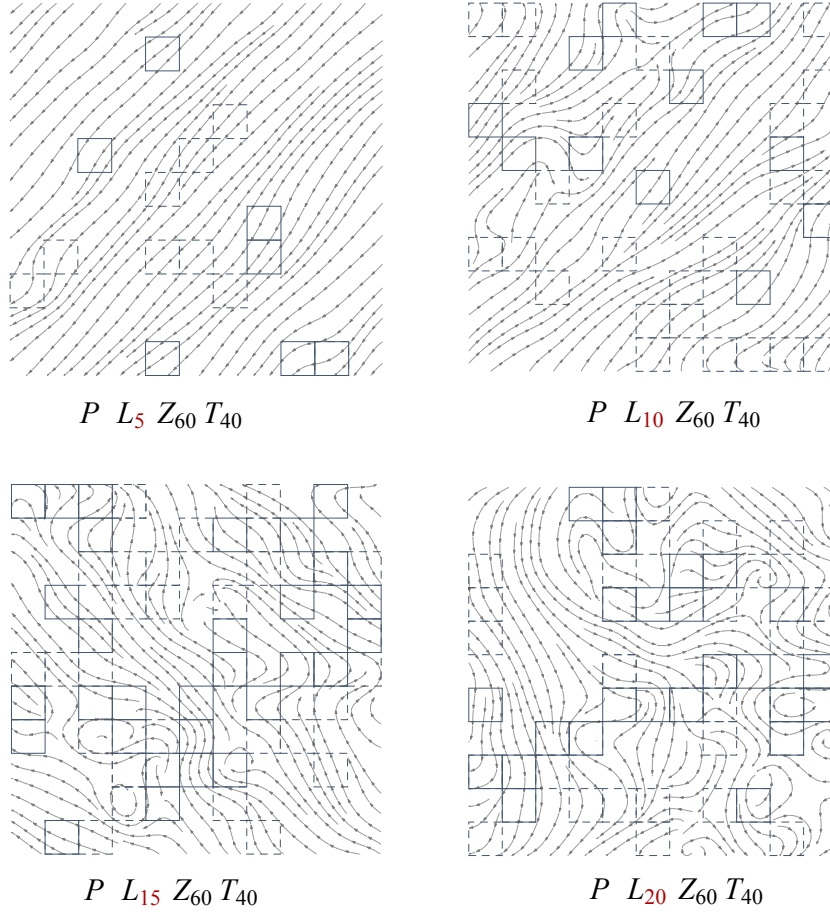 P L₅ Z₆₀ T₄₀
P L₁₀ Z₆₀ T₄₀
P L₁₅ Z₆₀ T₄₀
P L₂₀ Z₆₀ T₄₀